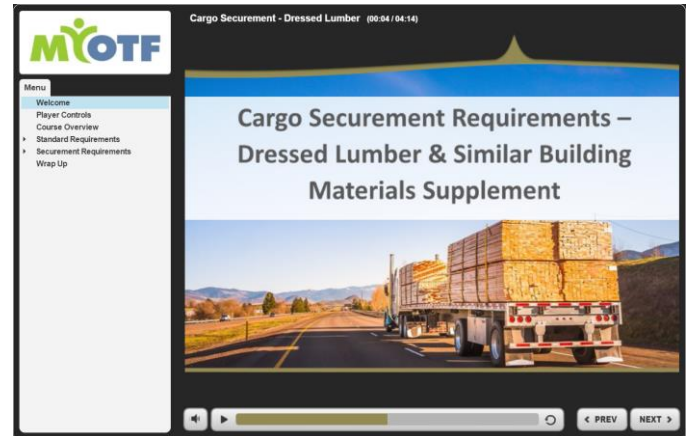 MYOTF
Cargo Securement - Dressed Lumber (00:04 / 04:14)
Menu
Welcome
Player Controls
Course Overview
Standard Requirements
Securement Requirements
Wrap Up
Cargo Securement Requirements –
Dressed Lumber & Similar Building
Materials Supplement
< PREV
NEXT >